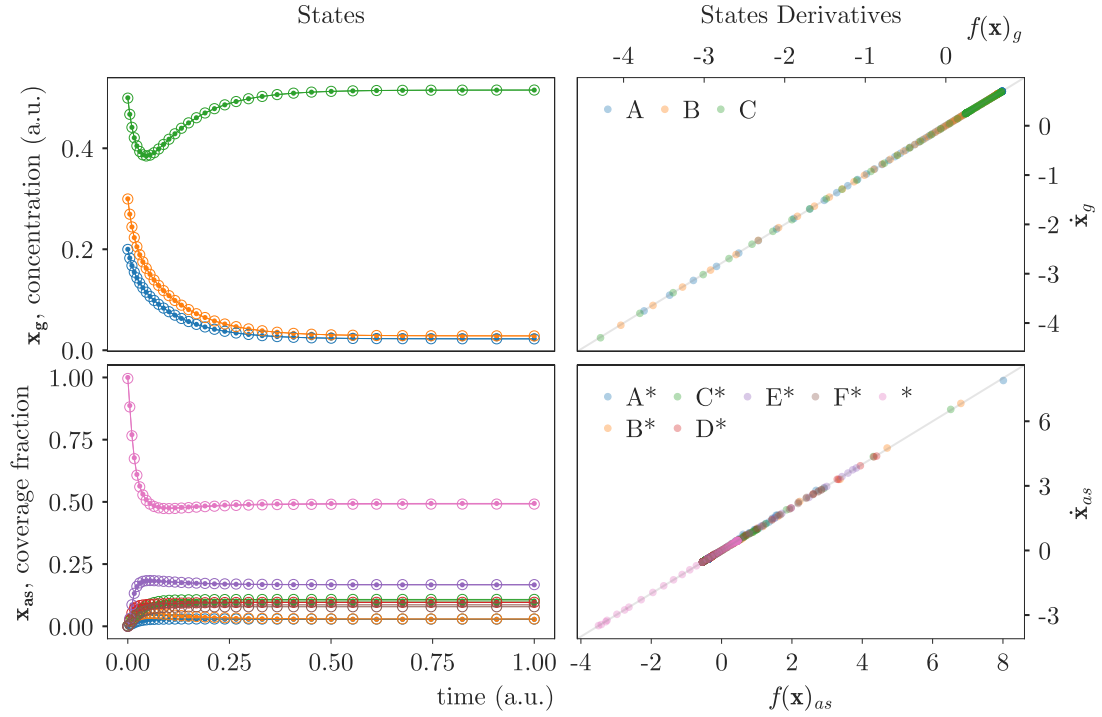 States
States Derivatives
f(x)_g
-4 -3 -2 -1 0
A B C
0.4
0.2
0.0
x_g, concentration (a.u.)
0
-1
-2
-3
-4
ẋ_g
1.00
0.75
0.50
0.25
0.00
x_as, coverage fraction
A* C* E* F* *
B* D*
6
3
0
-3
ẋ_as
0.00 0.25 0.50 0.75 1.00
time (a.u.)
-4 -2 0 2 4 6 8
f(x)_as